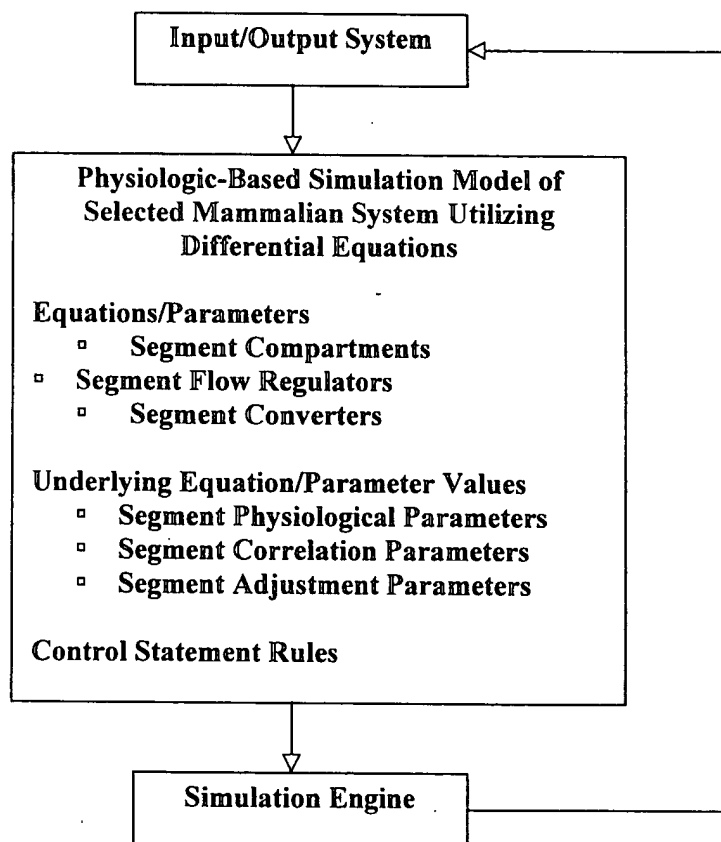 Input/Output System
Physiologic-Based Simulation Model of
Selected Mammalian System Utilizing
Differential Equations
Equations/Parameters
▫ Segment Compartments
▫ Segment Flow Regulators
▫ Segment Converters
Underlying Equation/Parameter Values
▫ Segment Physiological Parameters
▫ Segment Correlation Parameters
▫ Segment Adjustment Parameters
Control Statement Rules
Simulation Engine